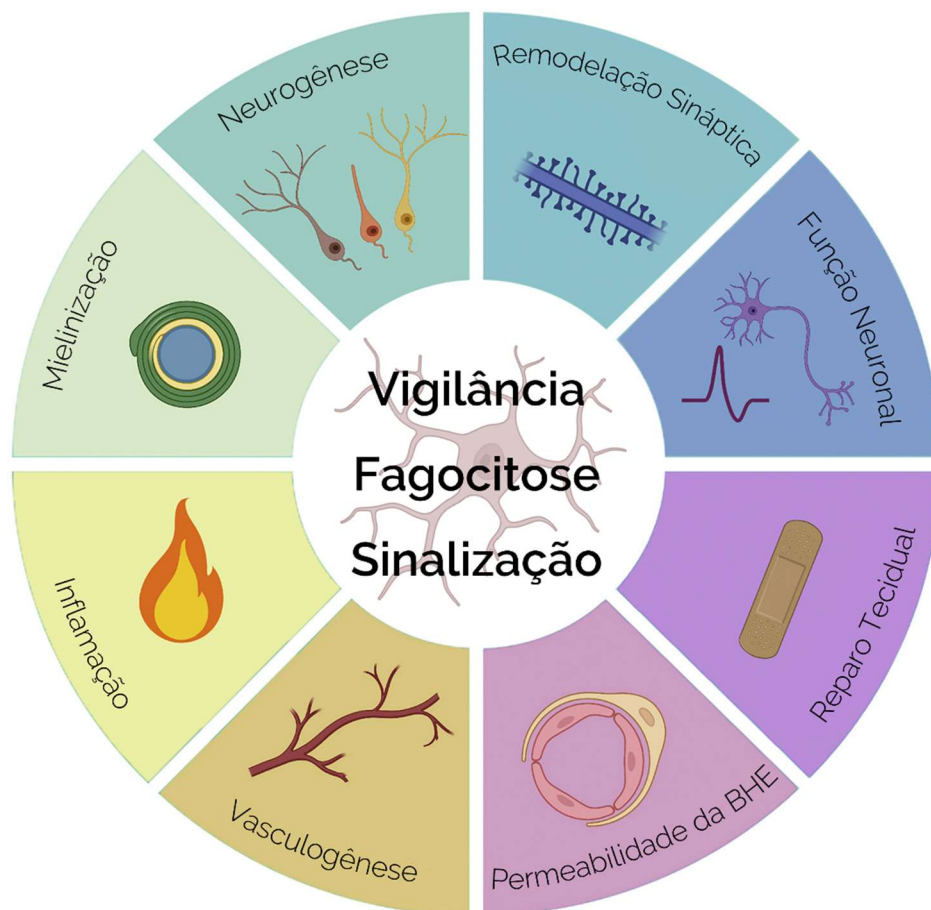 Neurogênese
Remodelação Sináptica
Função Neuronal
Reparo Tecidual
Permeabilidade da BHE
Vasculogênese
Inflamação
Mielinização
Vigilância
Fagocitose
Sinalização